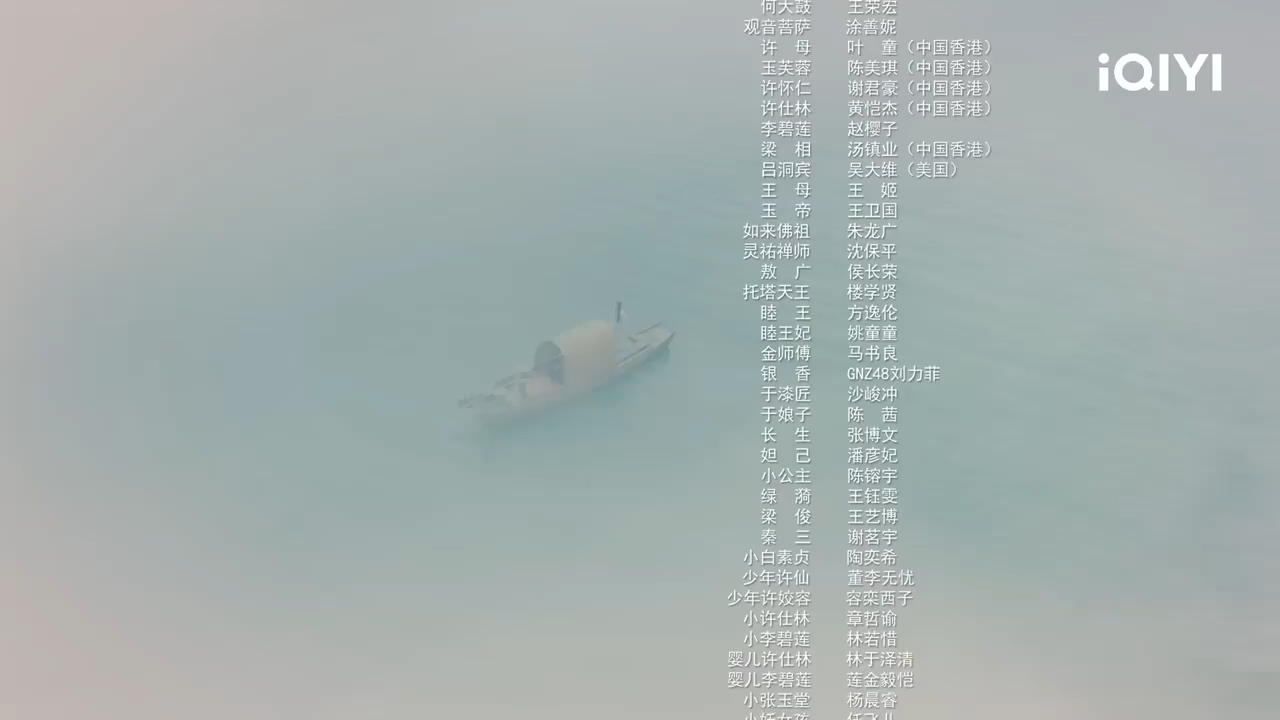 何大鼓 王荣宏
iQIYI
观音菩萨 涂善妮
许 母 叶 童（中国香港）
玉芙蓉 陈美琪（中国香港）
许怀仁 谢君豪（中国香港）
许仕林 黄恺杰（中国香港）
李碧莲 赵樱子
梁 相 汤镇业（中国香港）
吕洞宾 吴大维（美国）
王 母 王 姬
玉 帝 王卫国
如来佛祖 朱龙广
灵祐禅师 沈保平
敖 广 侯长荣
托塔天王 楼学贤
睦 王 方逸伦
睦王妃 姚童童
金师傅 马书良
银 香 GNZ48刘力菲
于漆匠 沙峻冲
于娘子 陈 茜
长 生 张博文
妲 己 潘彦妃
小公主 陈镕宇
绿 漪 王钰雯
梁 俊 王艺博
秦 三 谢茗宇
小白素贞 陶奕希
少年许仙 董李无忧
少年许姣容 容栾西子
小许仕林 章哲谕
小李碧莲 林若惜
婴儿许仕林 林于泽清
婴儿李碧莲 莲金毅恺
小张玉堂 杨晨睿